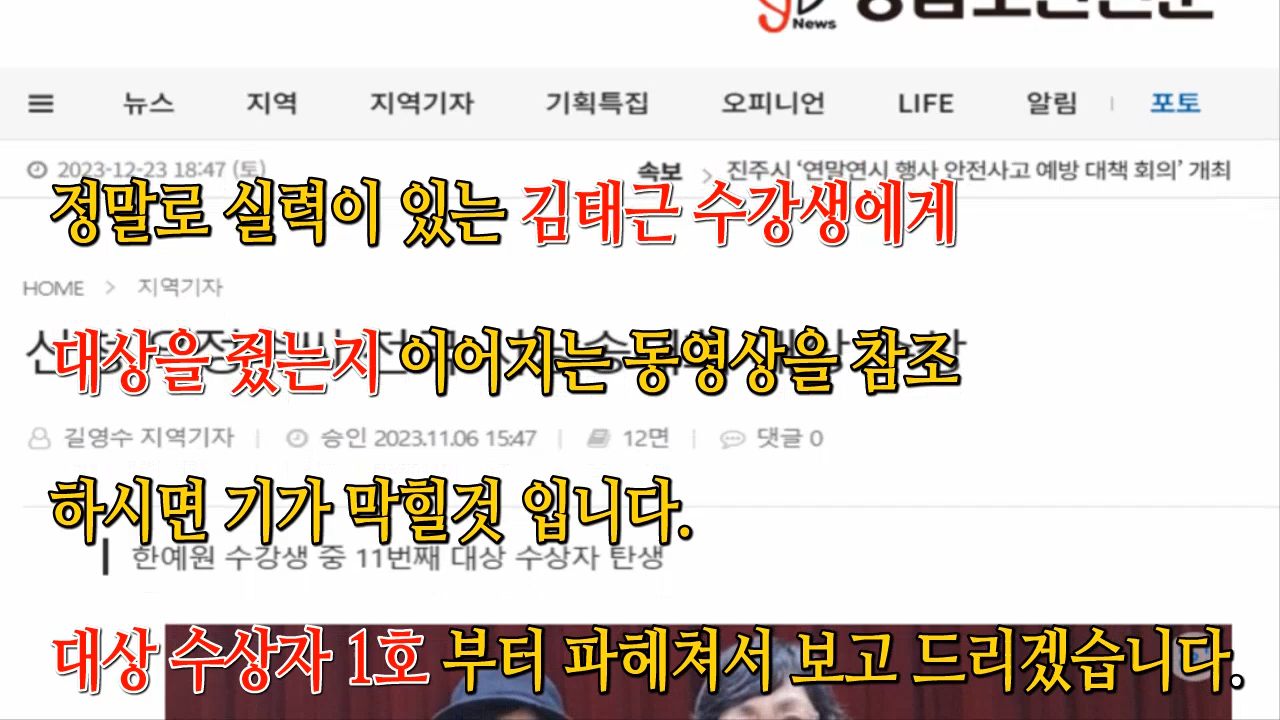 News
뉴스 지역 지역기자 기획특집 오피니언 LIFE 알림 포토
2023-12-23 18:47 (토) 속보 > 진주시 ‘연말연시 행사 안전사고 예방 대책 회의’ 개최
정말로 실력이 있는 김태근 수강생에게
HOME > 지역기자
대상을 줬는지 이어지는 동영상을 참조
길영수 지역기자 | 승인 2023.11.06 15:47 | 12면 | 댓글 0
하시면 기가 막힐것 입니다.
한예원 수강생 중 11번째 대상 수상자 탄생
대상 수상자 1호 부터 파헤쳐서 보고 드리겠습니다.